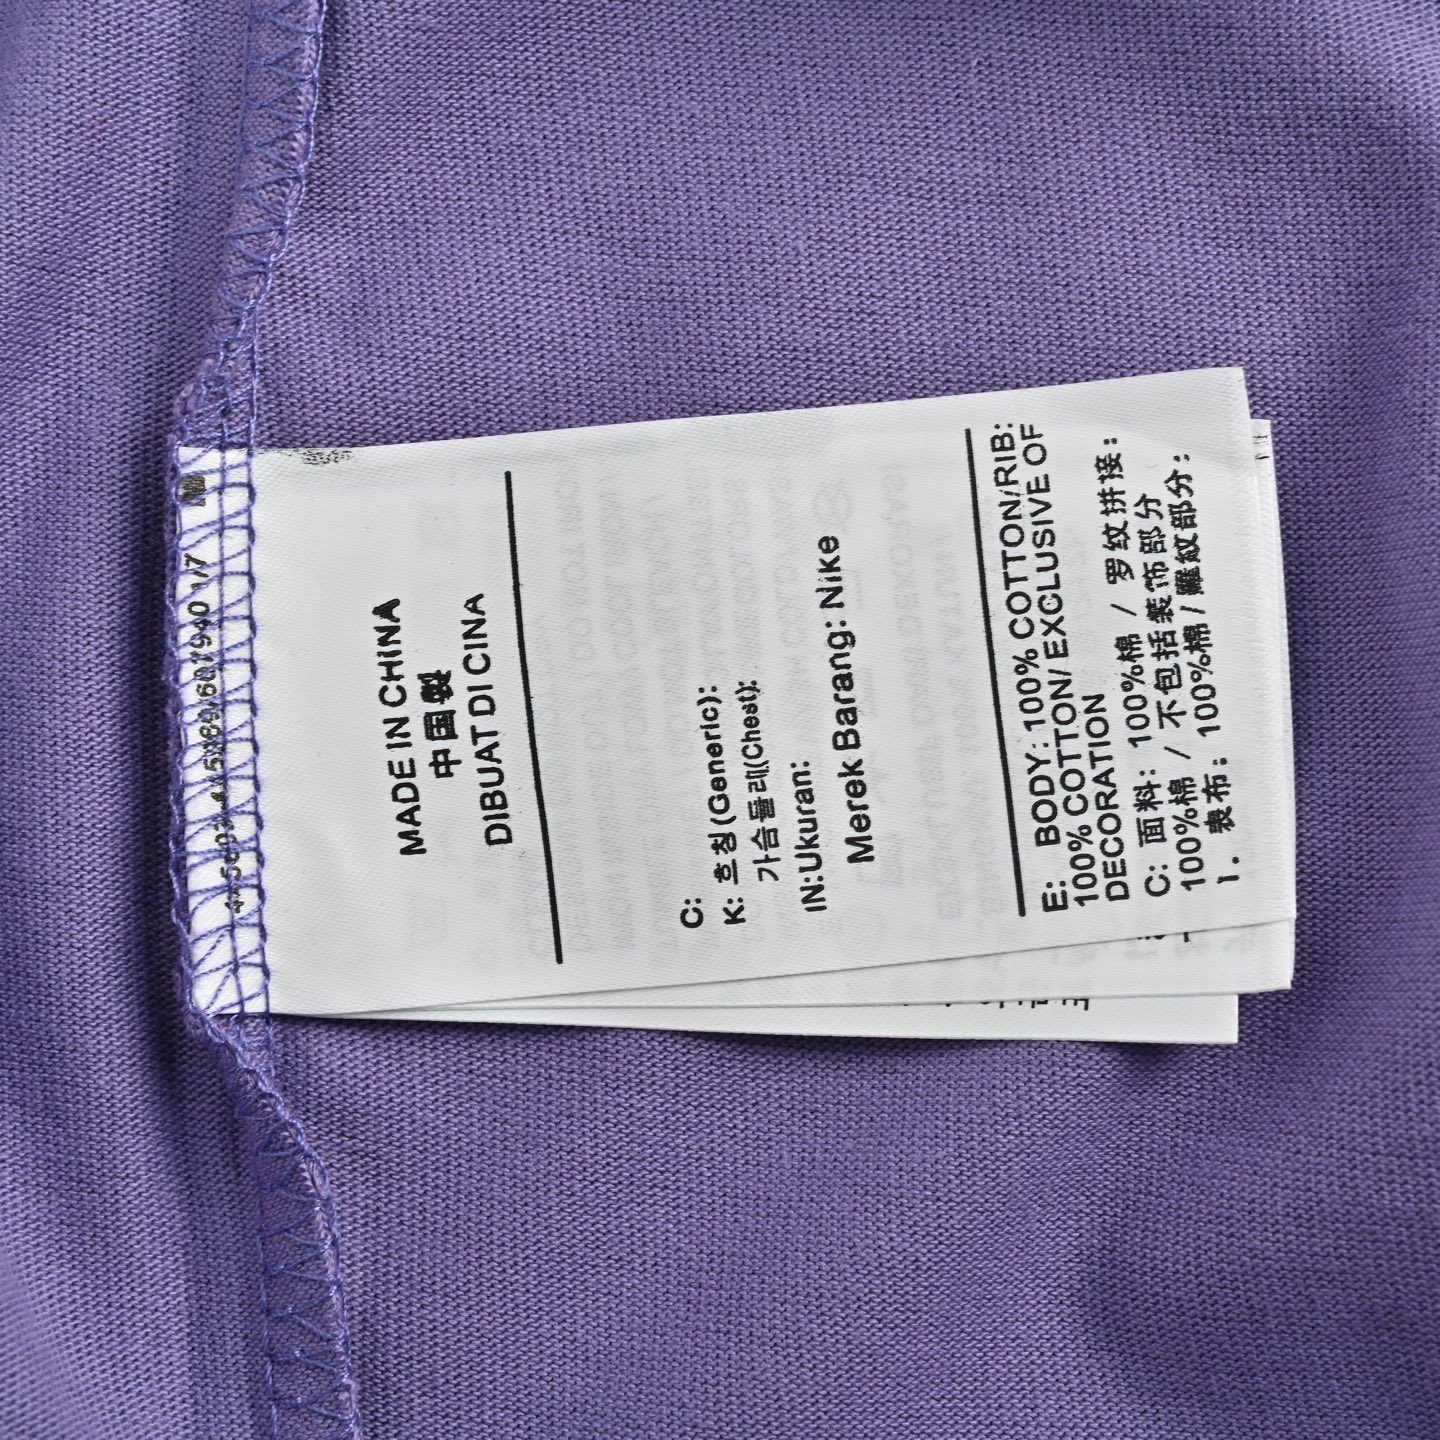 MADE IN CHINA
中国製
DIBUAT DI CINA
C:
K: 호칭(Generic):
가슴둘레(Chest):
IN:Ukuran:
Merek Barang: Nike
E: BODY: 100% COTTON/RIB:
100% COTTON/ EXCLUSIVE OF
DECORATION
C: 面料: 100%棉 / 罗纹拼接:
100%棉 / 不包括装饰部分
1. 表布: 100%棉 /羅紋部分: